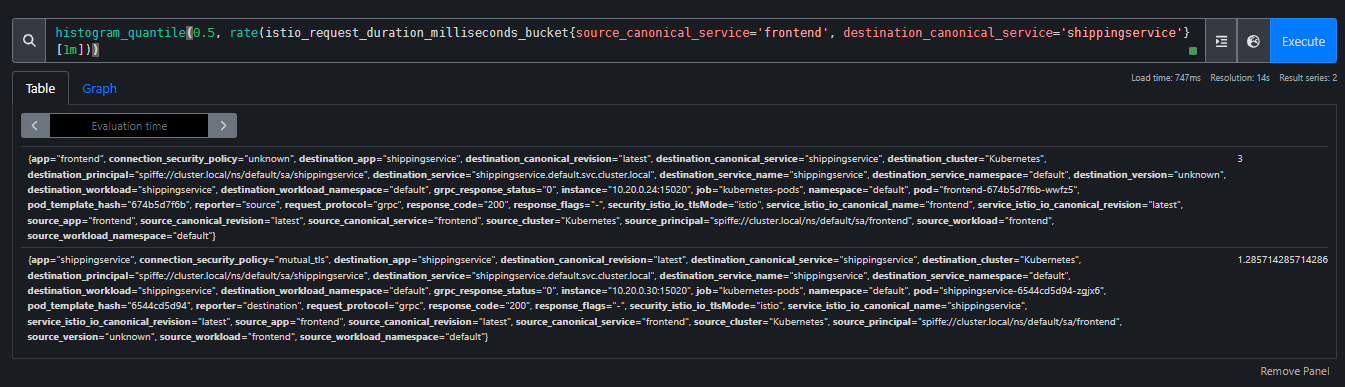 histogram_quantile(0.5, rate(istio_request_duration_milliseconds_bucket{source_canonical_service='frontend', destination_canonical_service='shippingservice'}
[1m]))
Execute
Load time: 747ms Resolution: 14s Result series: 2
Table Graph
Evaluation time
{app="frontend", connection_security_policy="unknown", destination_app="shippingservice", destination_canonical_revision="latest", destination_canonical_service="shippingservice", destination_cluster="Kubernetes", 3
destination_principal="spiffe://cluster.local/ns/default/sa/shippingservice", destination_service="shippingservice.default.svc.cluster.local", destination_service_name="shippingservice", destination_service_namespace="default", destination_version="unknown",
destination_workload="shippingservice", destination_workload_namespace="default", grpc_response_status="0", instance="10.20.0.24:15020", job="kubernetes-pods", namespace="default", pod="frontend-674b5d7f6b-wwfz5",
pod_template_hash="674b5d7f6b", reporter="source", request_protocol="grpc", response_code="200", response_flags="-", security_istio_io_tlsMode="istio", service_istio_io_canonical_name="frontend", service_istio_io_canonical_revision="latest",
source_app="frontend", source_canonical_revision="latest", source_canonical_service="frontend", source_cluster="Kubernetes", source_principal="spiffe://cluster.local/ns/default/sa/frontend", source_workload="frontend",
source_workload_namespace="default"}
{app="shippingservice", connection_security_policy="mutual_tls", destination_app="shippingservice", destination_canonical_revision="latest", destination_canonical_service="shippingservice", destination_cluster="Kubernetes", 1.285714285714286
destination_principal="spiffe://cluster.local/ns/default/sa/shippingservice", destination_service="shippingservice.default.svc.cluster.local", destination_service_name="shippingservice", destination_service_namespace="default",
destination_workload="shippingservice", destination_workload_namespace="default", grpc_response_status="0", instance="10.20.0.30:15020", job="kubernetes-pods", namespace="default", pod="shippingservice-6544cd5d94-zgjx6",
pod_template_hash="6544cd5d94", reporter="destination", request_protocol="grpc", response_code="200", response_flags="-", security_istio_io_tlsMode="istio", service_istio_io_canonical_name="shippingservice",
service_istio_io_canonical_revision="latest", source_app="frontend", source_canonical_revision="latest", source_canonical_service="frontend", source_cluster="Kubernetes", source_principal="spiffe://cluster.local/ns/default/sa/frontend",
source_version="unknown", source_workload="frontend", source_workload_namespace="default"}
Remove Panel